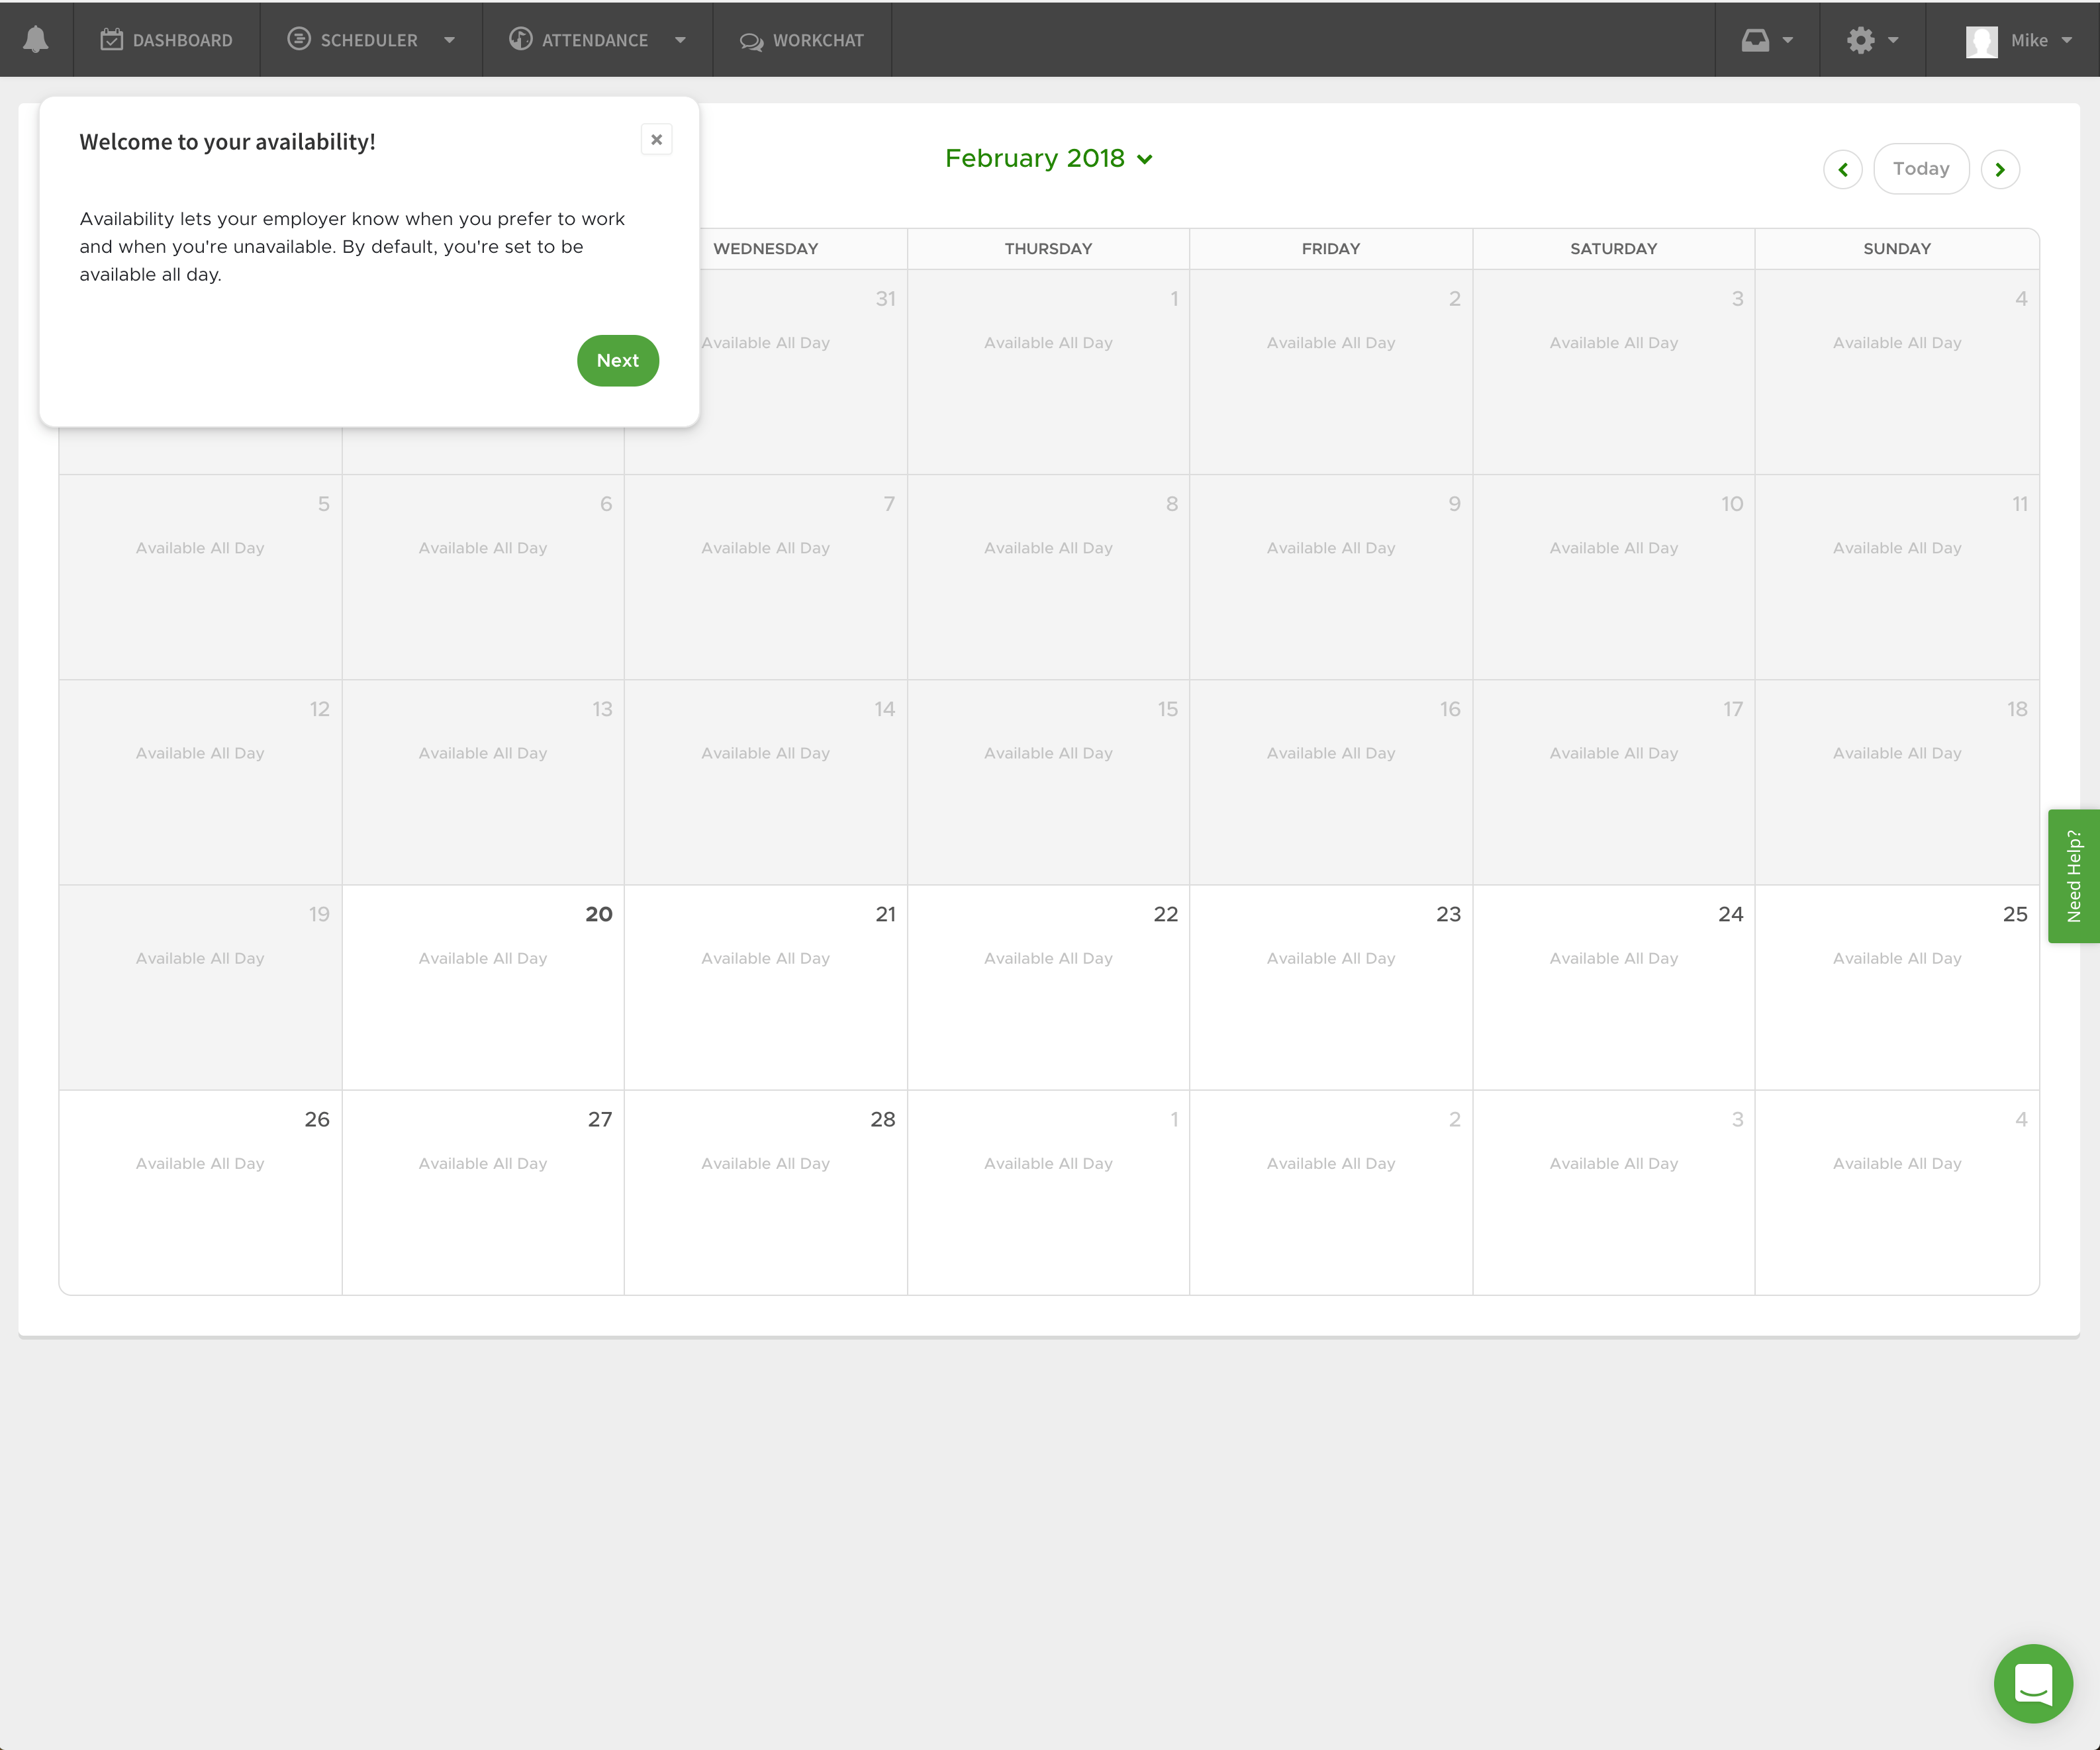 DASHBOARD SCHEDULER ATTENDANCE WORKCHAT Mike
Welcome to your availability!
Availability lets your employer know when you prefer to work
and when you're unavailable. By default, you're set to be
available all day.
Next
February 2018
Today
WEDNESDAY THURSDAY FRIDAY SATURDAY SUNDAY
31 1 2 3 4
Available All Day Available All Day Available All Day Available All Day Available All Day
5 6 7 8 9 10 11
Available All Day Available All Day Available All Day Available All Day Available All Day Available All Day Available All Day
12 13 14 15 16 17 18
Available All Day Available All Day Available All Day Available All Day Available All Day Available All Day Available All Day
19 20 21 22 23 24 25
Available All Day Available All Day Available All Day Available All Day Available All Day Available All Day Available All Day
26 27 28 1 2 3 4
Available All Day Available All Day Available All Day Available All Day Available All Day Available All Day Available All Day
Need Help?